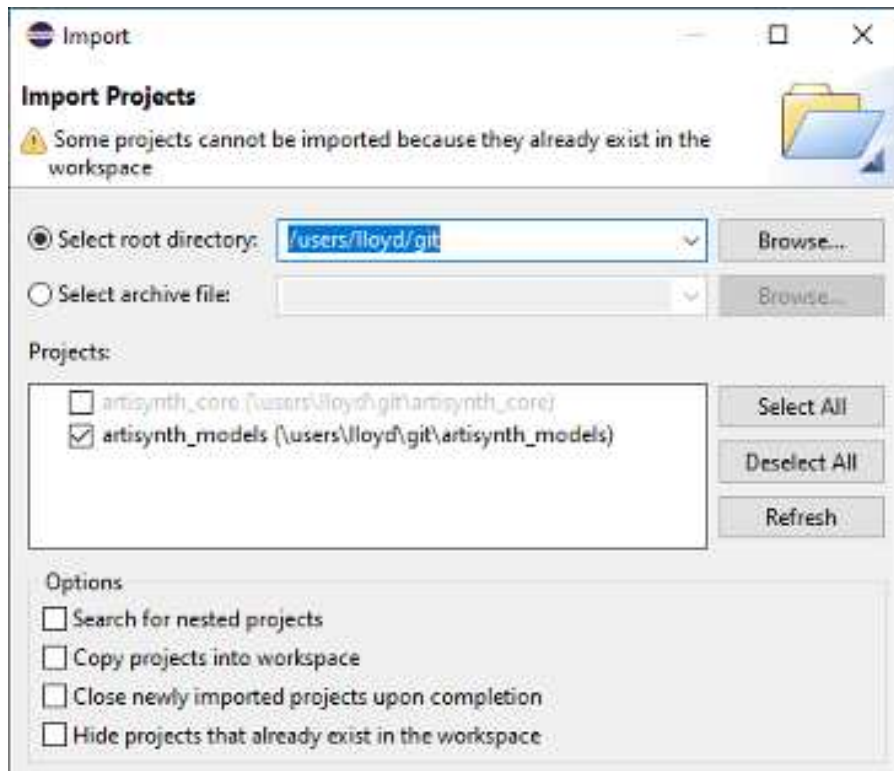 Import
Import Projects
Some projects cannot be imported because they already exist in the
workspace
Select root directory: /users/lloyd/git Browse...
Select archive file: Browse...
Projects:
artisynth_core (\users\lloyd\git\artisynth_core)
artisynth_models (\users\lloyd\git\artisynth_models)
Select All
Deselect All
Refresh
Options
Search for nested projects
Copy projects into workspace
Close newly imported projects upon completion
Hide projects that already exist in the workspace